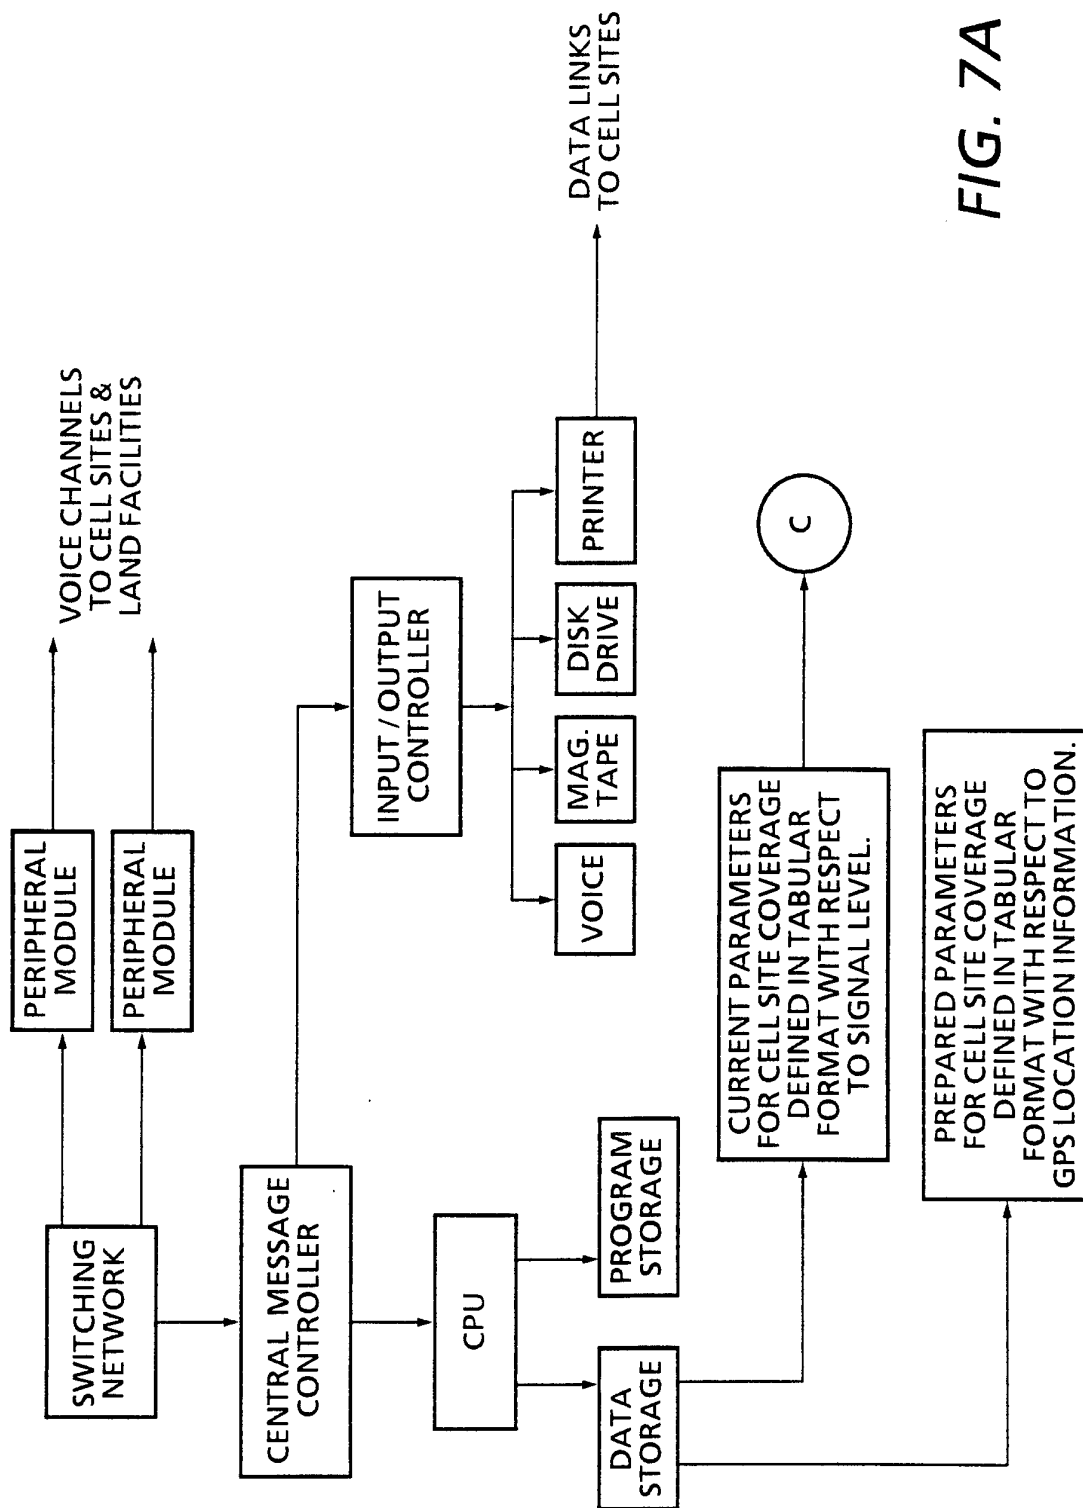 VOICE CHANNELS
TO CELL SITES &
LAND FACILITIES
PERIPHERAL
MODULE
PERIPHERAL
MODULE
SWITCHING
NETWORK
CENTRAL MESSAGE
CONTROLLER
INPUT / OUTPUT
CONTROLLER
CPU
VOICE
MAG.
TAPE
DISK
DRIVE
PRINTER
DATA LINKS
TO CELL SITES
DATA
STORAGE
PROGRAM
STORAGE
CURRENT PARAMETERS
FOR CELL SITE COVERAGE
DEFINED IN TABULAR
FORMAT WITH RESPECT
TO SIGNAL LEVEL.
C
PREPARED PARAMETERS
FOR CELL SITE COVERAGE
DEFINED IN TABULAR
FORMAT WITH RESPECT TO
GPS LOCATION INFORMATION.
FIG. 7A